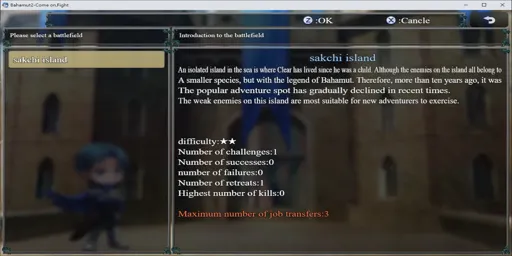 Bahamut2-Come on,Fight
Z :OK
X :Cancle
Please select a battlefield
Introduction to the battlefield
sakchi island
sakchi island
An isolated island in the sea is where Clear has lived since he was a child. Although the enemies on the island all belong to
A smaller species, but with the legend of Bahamut. Therefore, more than ten years ago, it was
The popular adventure spot has gradually declined in recent times.
The weak enemies on this island are most suitable for new adventurers to exercise.
difficulty:★★
Number of challenges:1
Number of successes:0
number of failures:0
Number of retreats:1
Highest number of kills:0
Maximum number of job transfers:3